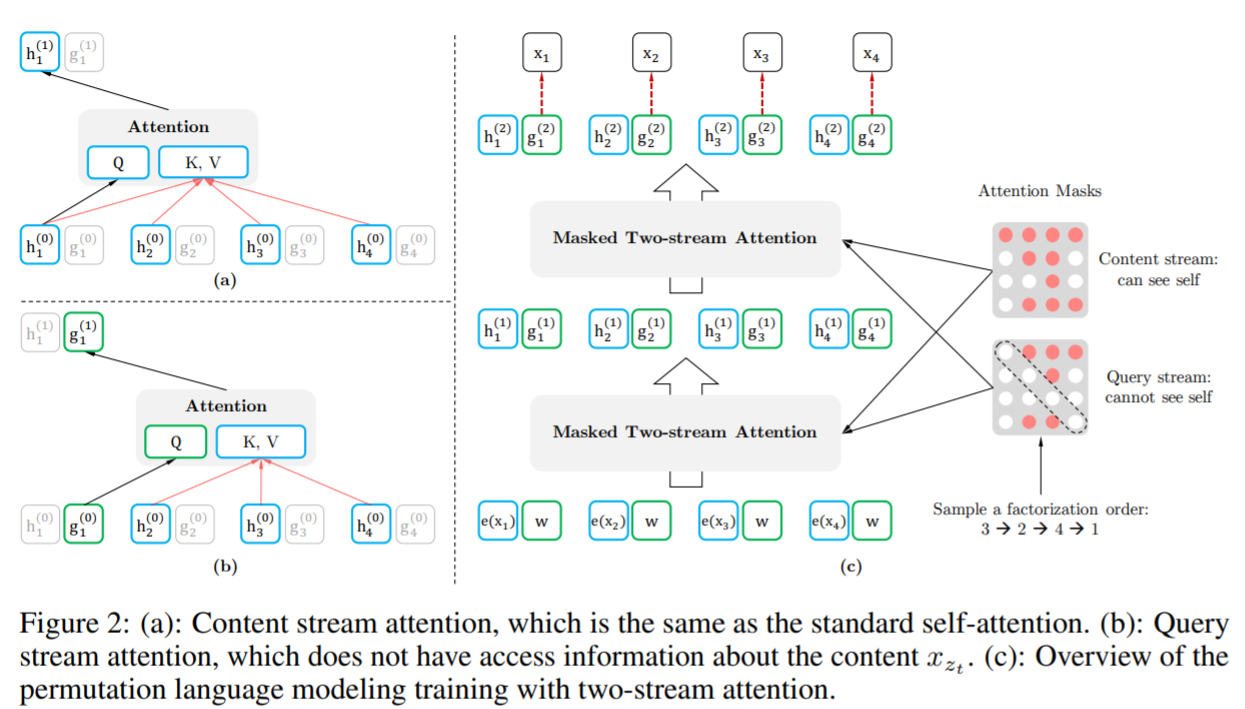 h₁⁽¹⁾ g₁⁽¹⁾
Attention
Q K, V
h₁⁽⁰⁾ g₁⁽⁰⁾ h₂⁽⁰⁾ g₂⁽⁰⁾ h₃⁽⁰⁾ g₃⁽⁰⁾ h₄⁽⁰⁾ g₄⁽⁰⁾
(a)
h₁⁽¹⁾ g₁⁽¹⁾
Attention
Q K, V
h₁⁽⁰⁾ g₁⁽⁰⁾ h₂⁽⁰⁾ g₂⁽⁰⁾ h₃⁽⁰⁾ g₃⁽⁰⁾ h₄⁽⁰⁾ g₄⁽⁰⁾
(b)
x₁ x₂ x₃ x₄
h₁⁽²⁾ g₁⁽²⁾ h₂⁽²⁾ g₂⁽²⁾ h₃⁽²⁾ g₃⁽²⁾ h₄⁽²⁾ g₄⁽²⁾
Masked Two-stream Attention
h₁⁽¹⁾ g₁⁽¹⁾ h₂⁽¹⁾ g₂⁽¹⁾ h₃⁽¹⁾ g₃⁽¹⁾ h₄⁽¹⁾ g₄⁽¹⁾
Masked Two-stream Attention
e(x₁) w e(x₂) w e(x₃) w e(x₄) w
(c)
Attention Masks
Content stream:
can see self
Query stream:
cannot see self
Sample a factorization order:
3 → 2 → 4 → 1
Figure 2: (a): Content stream attention, which is the same as the standard self-attention. (b): Query
stream attention, which does not have access information about the content x_{z_t}. (c): Overview of the
permutation language modeling training with two-stream attention.